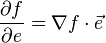 ∂f/∂e = ∇f · e⃗